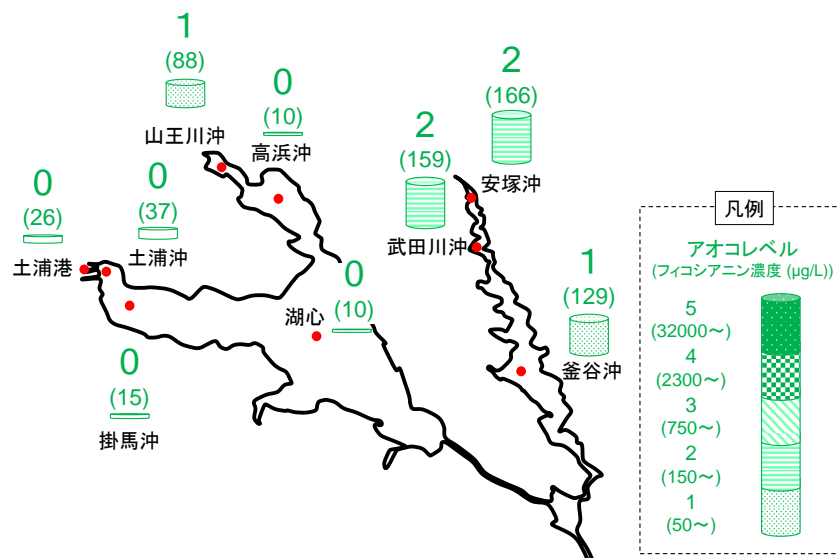 1
(88)
山王川沖
0
(10)
高浜沖
2
(166)
安塚沖
2
(159)
武田川沖
0
(26)
土浦港
0
(37)
土浦沖
0
(10)
湖心
1
(129)
釜谷沖
0
(15)
掛馬沖
凡例
アオコレベル
(フィコシアニン濃度 (μg/L))
5
(32000～)
4
(2300～)
3
(750～)
2
(150～)
1
(50～)